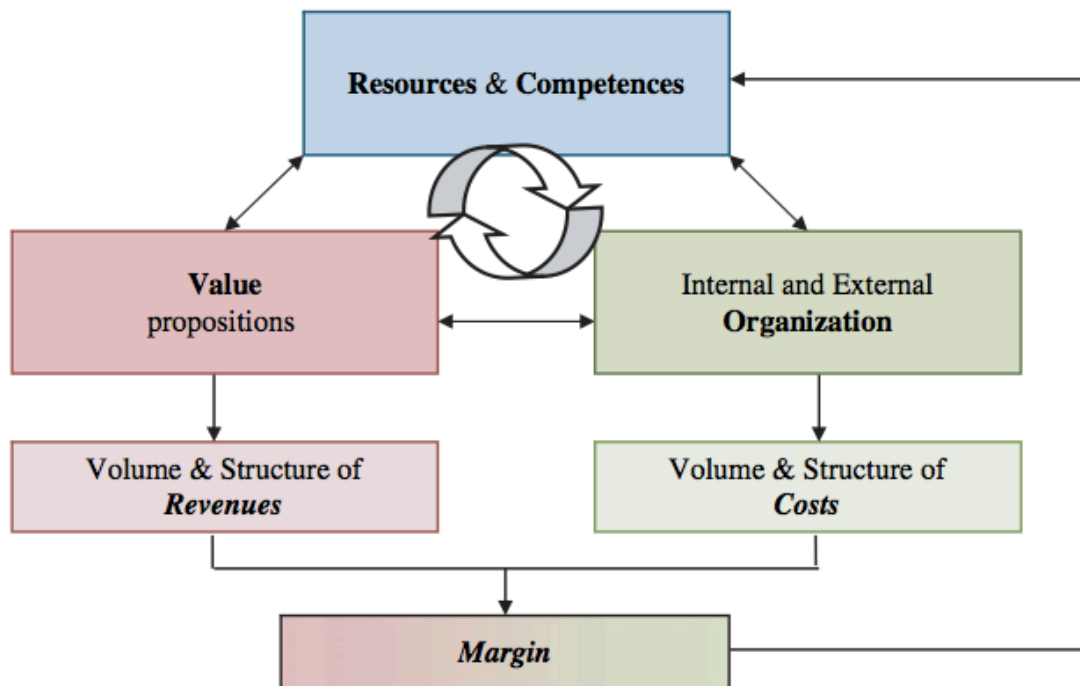 Resources & Competences
Value
propositions
Internal and External
Organization
Volume & Structure of
Revenues
Volume & Structure of
Costs
Margin